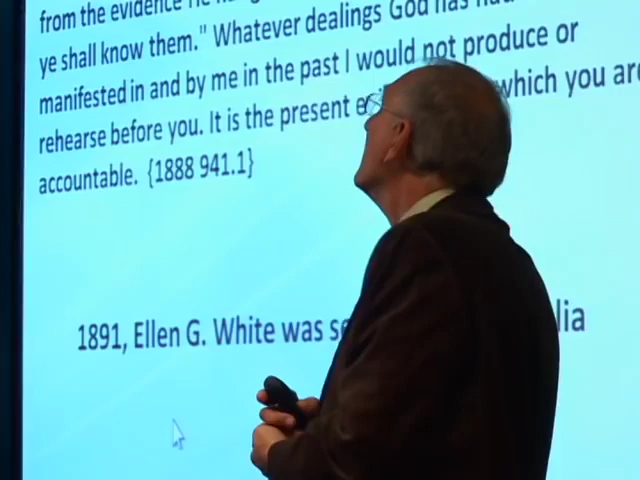 from the evidence He
ye shall know them." Whatever dealings God has had
manifested in and by me in the past I would not produce or
rehearse before you. It is the present which you are
accountable. {1888 941.1}
1891, Ellen G. White was